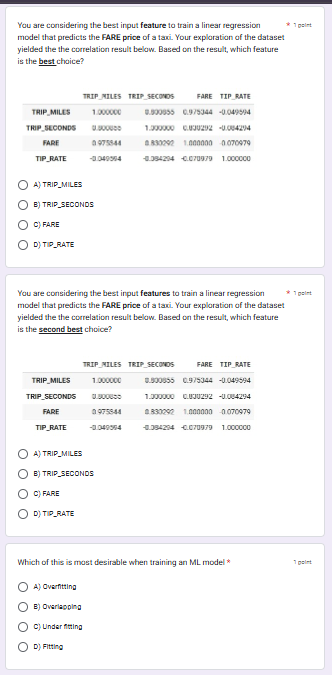 You are considering the best input feature to train a linear regression * 1 point
model that predicts the FARE price of a taxi. Your exploration of the dataset
yielded the the correlation result below. Based on the result, which feature
is the best choice?
TRIP_MILES TRIP_SECONDS FARE TIP_RATE
TRIP_MILES 1.000000 0.800855 0.975344 -0.049594
TRIP_SECONDS 0.800855 1.000000 0.830292 -0.084294
FARE 0.975344 0.830292 1.000000 -0.070979
TIP_RATE -0.049594 -0.084294 -0.070979 1.000000
A) TRIP_MILES
B) TRIP_SECONDS
C) FARE
D) TIP_RATE
You are considering the best input features to train a linear regression * 1 point
model that predicts the FARE price of a taxi. Your exploration of the dataset
yielded the the correlation result below. Based on the result, which feature
is the second best choice?
TRIP_MILES TRIP_SECONDS FARE TIP_RATE
TRIP_MILES 1.000000 0.800855 0.975344 -0.049594
TRIP_SECONDS 0.800855 1.000000 0.830292 -0.084294
FARE 0.975344 0.830292 1.000000 -0.070979
TIP_RATE -0.049594 -0.084294 -0.070979 1.000000
A) TRIP_MILES
B) TRIP_SECONDS
C) FARE
D) TIP_RATE
Which of this is most desirable when training an ML model * 1 point
A) Overfitting
B) Overlapping
C) Under fitting
D) Fitting